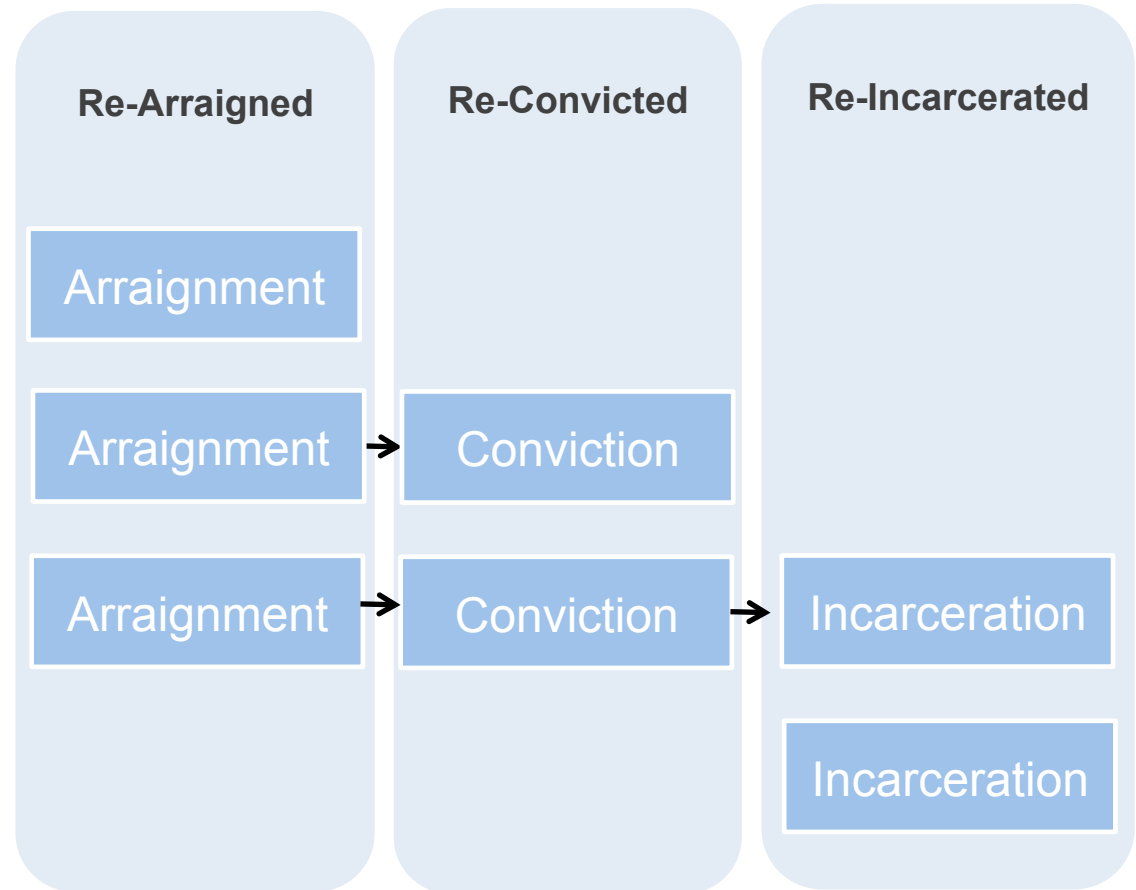 Re-Arraigned
Re-Convicted
Re-Incarcerated
Arraignment
Arraignment
Conviction
Arraignment
Conviction
Incarceration
Incarceration